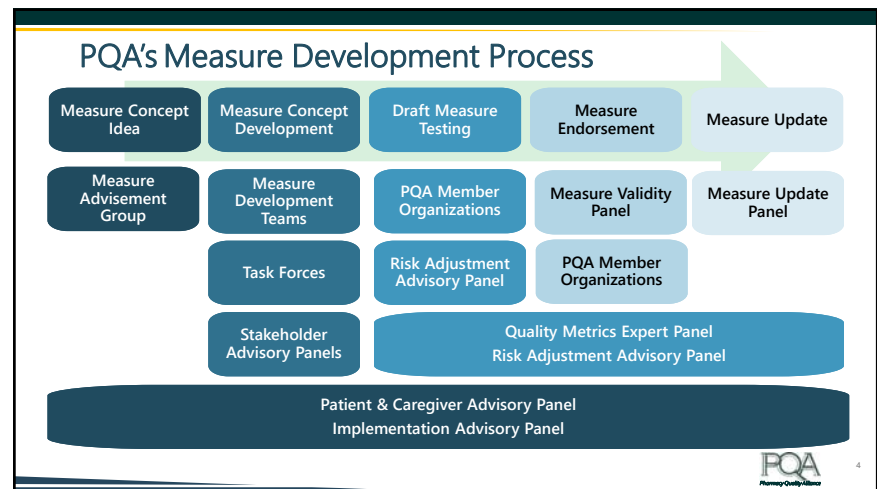 PQA's Measure Development Process
Measure Concept
Idea
Measure Concept
Development
Draft Measure
Testing
Measure
Endorsement
Measure Update
Measure
Advisement
Group
Measure
Development
Teams
PQA Member
Organizations
Measure Validity
Panel
Measure Update
Panel
Task Forces
Risk Adjustment
Advisory Panel
PQA Member
Organizations
Stakeholder
Advisory Panels
Quality Metrics Expert Panel
Risk Adjustment Advisory Panel
Patient & Caregiver Advisory Panel
Implementation Advisory Panel
PQA
Pharmacy Quality Alliance
4